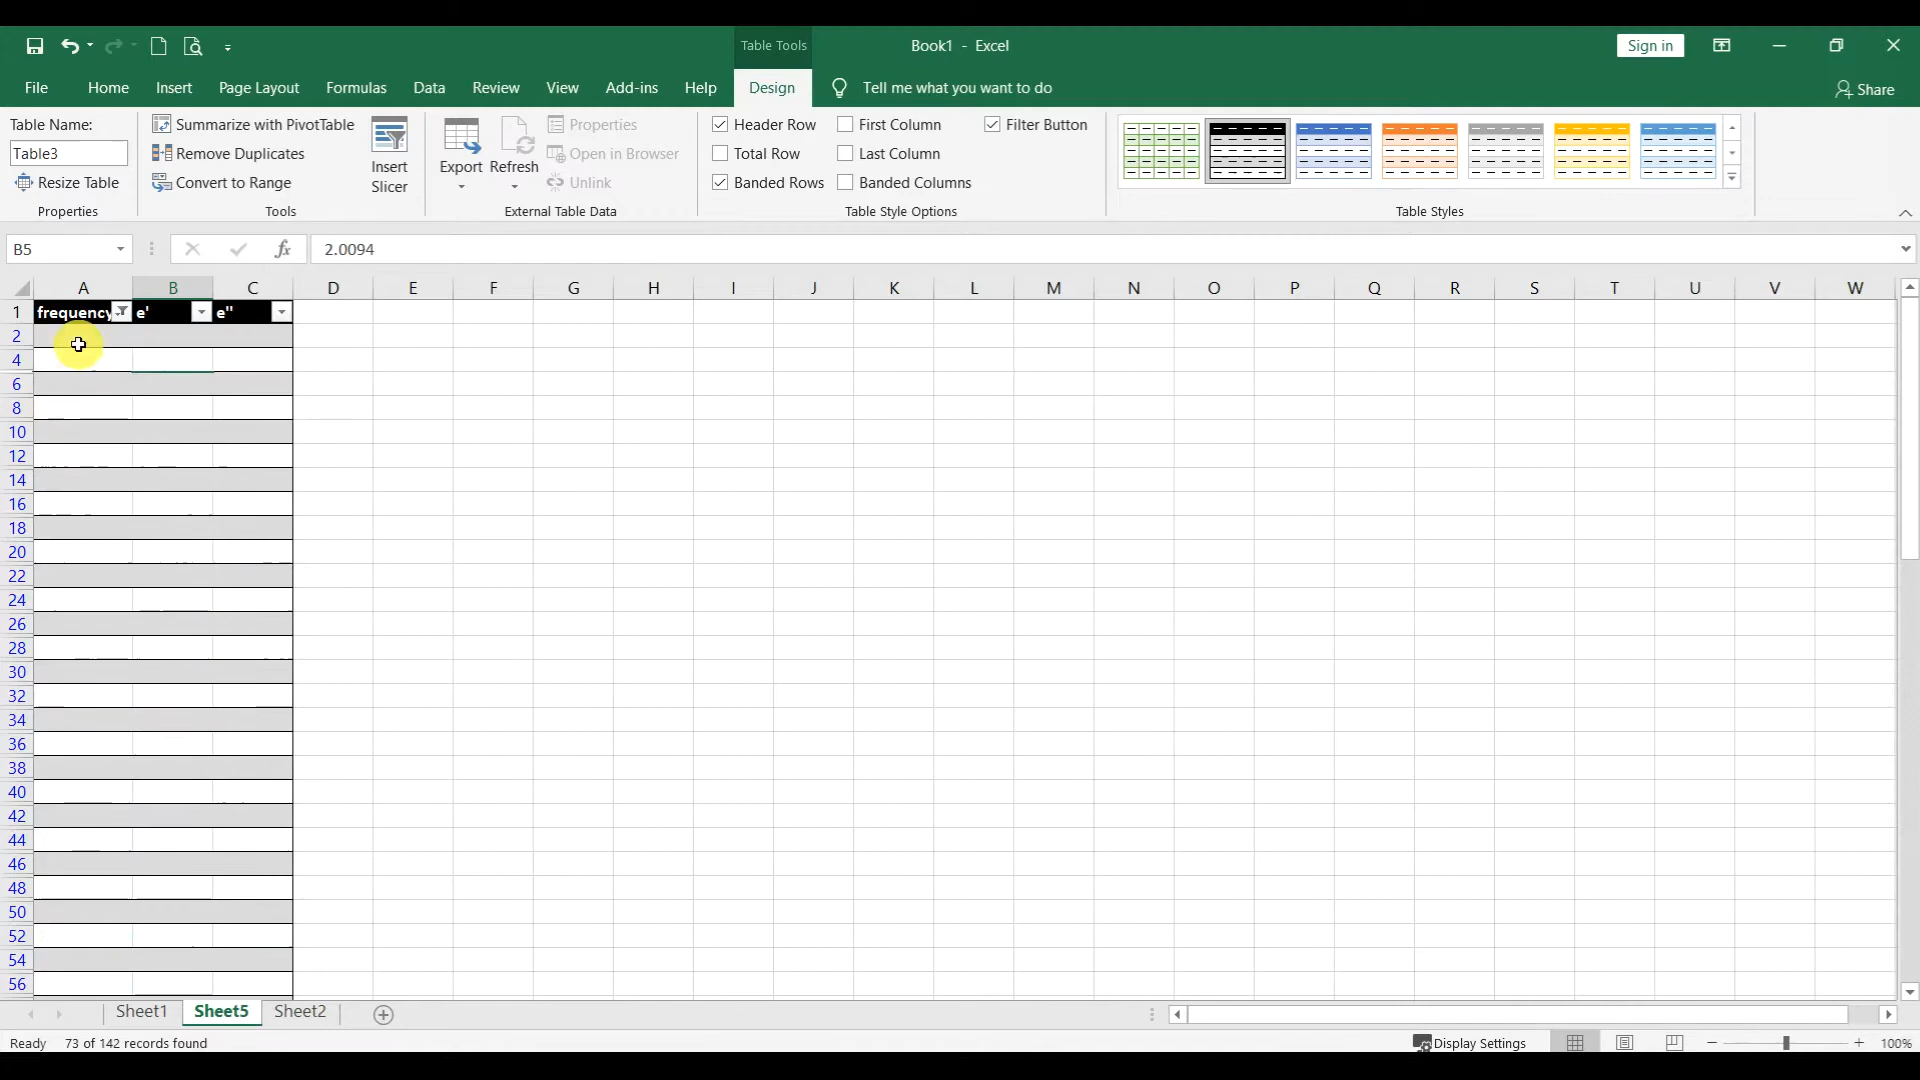 Table Tools
Book1 - Excel
Sign in
File Home Insert Page Layout Formulas Data Review View Add-ins Help Design Tell me what you want to do Share
Table Name:
Table3
Resize Table
Properties
Summarize with PivotTable
Remove Duplicates
Convert to Range
Tools
Insert Slicer
Export
Refresh
Properties
Open in Browser
Unlink
External Table Data
Header Row
Total Row
Banded Rows
First Column
Last Column
Banded Columns
Filter Button
Table Style Options
Table Styles
B5
fx
2.0094
A B C D E F G H I J K L M N O P Q R S T U V W
1 frequency e' e"
2
4
6
8
10
12
14
16
18
20
22
24
26
28
30
32
34
36
38
40
42
44
46
48
50
52
54
56
Sheet1 Sheet5 Sheet2
Ready 73 of 142 records found
Display Settings
100%